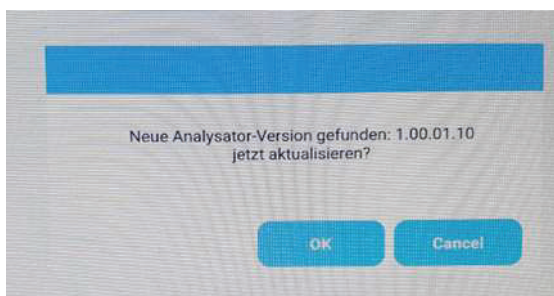 Neue Analysator-Version gefunden: 1.00.01.10
jetzt aktualisieren?
OK
Cancel